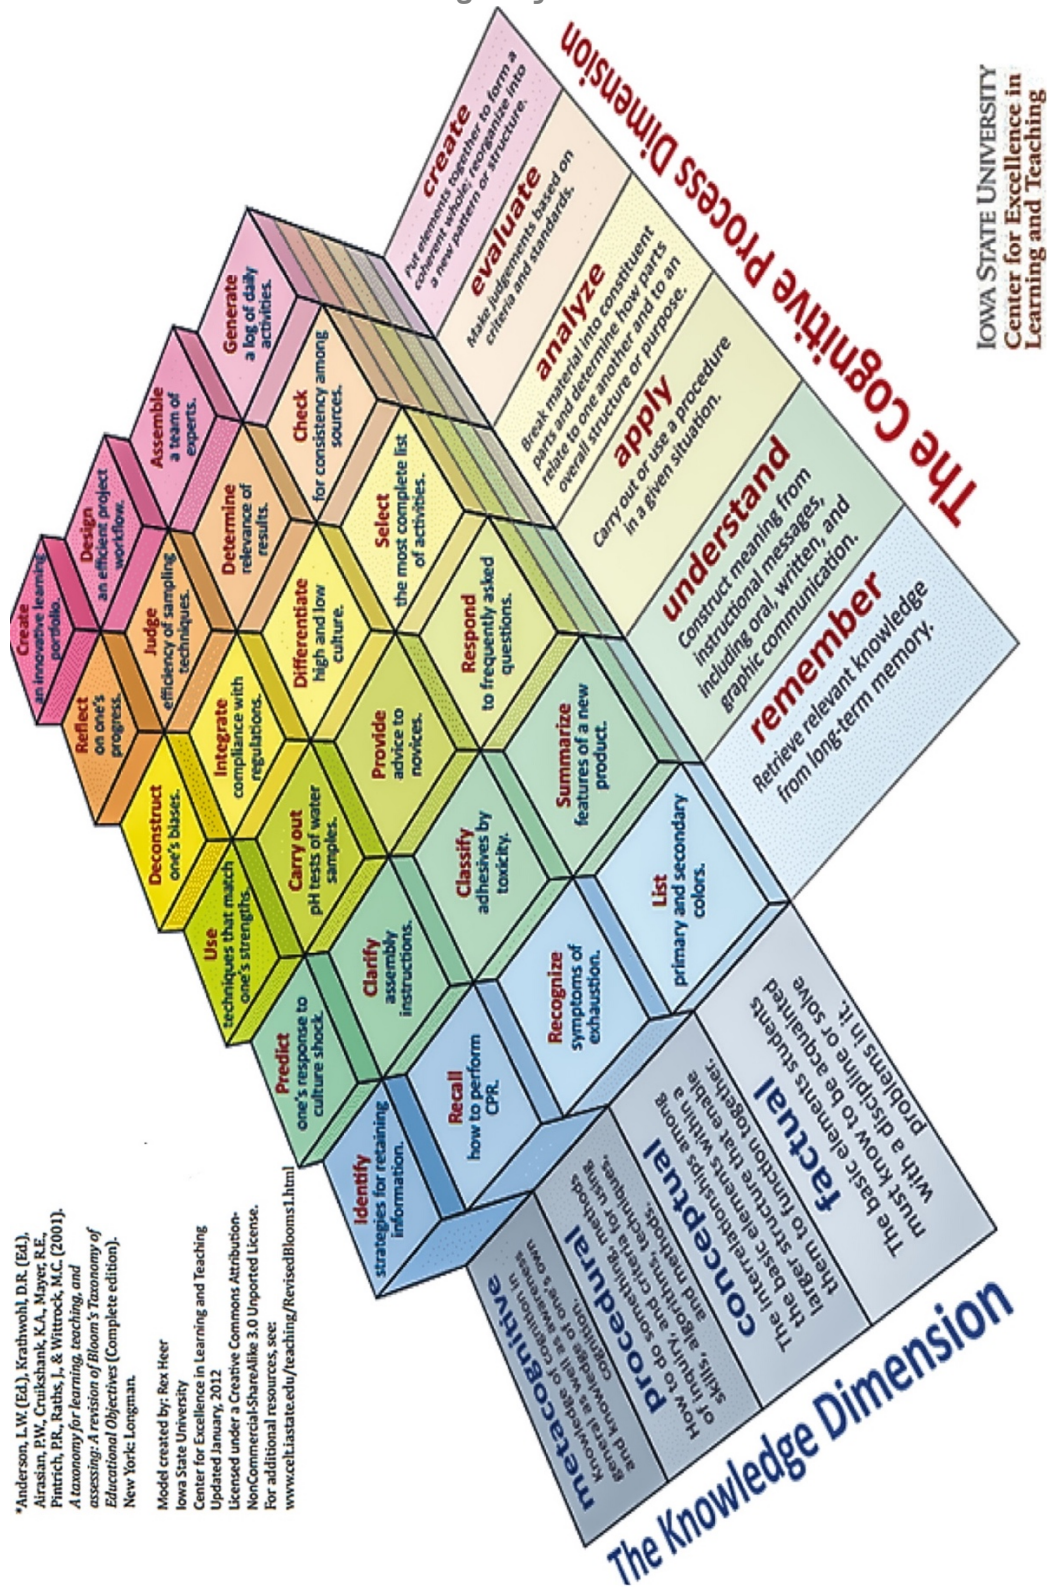 *Anderson, L.W. (Ed.), Krathwohl, D.R. (Ed.),
Airasian, P.W., Cruikshank, K.A., Mayer, R.E.,
Pintrich, P.R., Raths, J., & Wittrock, M.C. (2001).
A taxonomy for learning, teaching, and
assessing: A revision of Bloom's Taxonomy of
Educational Objectives (Complete edition).
New York: Longman.
Model created by: Rex Heer
Iowa State University
Center for Excellence in Learning and Teaching
Updated January, 2012
Licensed under a Creative Commons Attribution-
NonCommercial-ShareAlike 3.0 Unported License.
For additional resources, see:
www.celt.iastate.edu/teaching/RevisedBlooms1.html
Create
an innovative learning
portfolio.
Reflect
on one's
progress.
Deconstruct
one's biases.
Use
techniques that match
one's strengths.
Predict
one's response to
culture shock.
Identify
strategies for retaining
information.
Design
an efficient project
workflow.
Judge
efficiency of sampling
techniques.
Integrate
compliance with
regulations.
Carry out
pH tests of water
samples.
Clarify
assembly
instructions.
Recall
how to perform
CPR.
Assemble
a team of
experts.
Determine
relevance of
results.
Differentiate
high and low
culture.
Provide
advice to
novices.
Classify
adhesives by
toxicity.
Recognize
symptoms of
exhaustion.
Generate
a log of daily
activities.
Check
for consistency among
sources.
Select
the most complete list
of activities.
Respond
to frequently asked
questions.
Summarize
features of a new
product.
List
primary and secondary
colors.
metacognitive
Knowledge of cognition in
general as well as awareness
and knowledge of one's own
cognition.
procedural
How to do something, methods
of inquiry, and criteria for using
skills, algorithms, techniques,
and methods.
conceptual
The interrelationships among
the basic elements within a
larger structure that enable
them to function together.
factual
The basic elements students
must know to be acquainted
with a discipline or solve
problems in it.
The Knowledge Dimension
remember
Retrieve relevant knowledge
from long-term memory.
understand
Construct meaning from
instructional messages,
including oral, written, and
graphic communication.
apply
Carry out or use a procedure
in a given situation.
analyze
Break material into constituent
parts and determine how parts
relate to one another and to an
overall structure or purpose.
evaluate
Make judgements based on
criteria and standards.
create
Put elements together to form a
coherent whole; reorganize into
a new pattern or structure.
The Cognitive Process Dimension
IOWA STATE UNIVERSITY
Center for Excellence in
Learning and Teaching